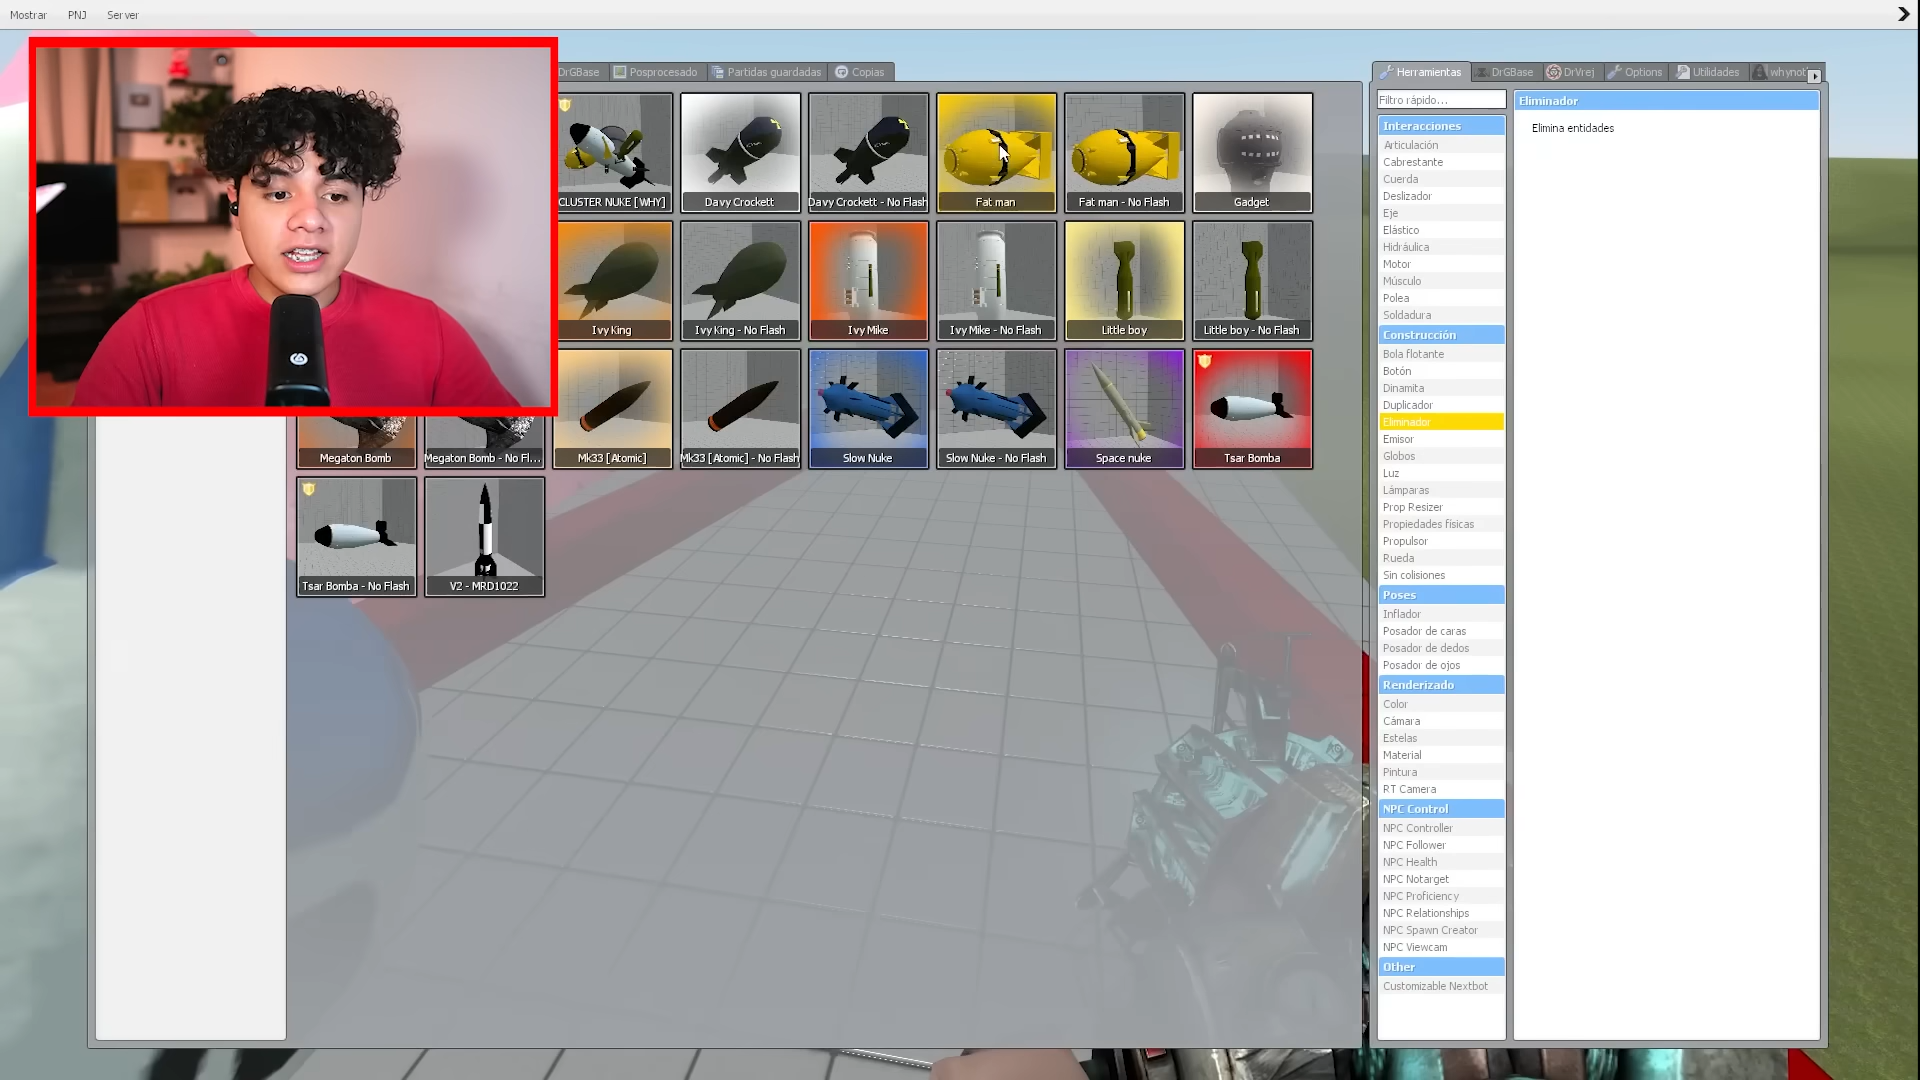 Mostrar PNJ Server
DrGBase Posprocesado Partidas guardadas Copias
CLUSTER NUKE [WHY] Davy Crockett Davy Crockett - No Flash Fat man Fat man - No Flash Gadget
Ivy King Ivy King - No Flash Ivy Mike Ivy Mike - No Flash Little boy Little boy - No Flash
Megaton Bomb Megaton Bomb - No Fl... Mk33 [Atomic] Mk33 [Atomic] - No Flash Slow Nuke Slow Nuke - No Flash Space nuke Tsar Bomba
Tsar Bomba - No Flash V2 - MRD1022
Herramientas DrGBase DrVrej Options Utilidades whynot
Filtro rápido...
Interacciones
Articulación
Cabrestante
Cuerda
Deslizador
Eje
Elástico
Hidráulica
Motor
Músculo
Polea
Soldadura
Construcción
Bola flotante
Botón
Dinamita
Duplicador
Eliminador
Emisor
Globos
Luz
Lámparas
Prop Resizer
Propiedades físicas
Propulsor
Rueda
Sin colisiones
Poses
Inflador
Posador de caras
Posador de dedos
Posador de ojos
Renderizado
Color
Cámara
Estelas
Material
Pintura
RT Camera
NPC Control
NPC Controller
NPC Follower
NPC Health
NPC Notarget
NPC Proficiency
NPC Relationships
NPC Spawn Creator
NPC Viewcam
Other
Customizable Nextbot
Eliminador
Elimina entidades